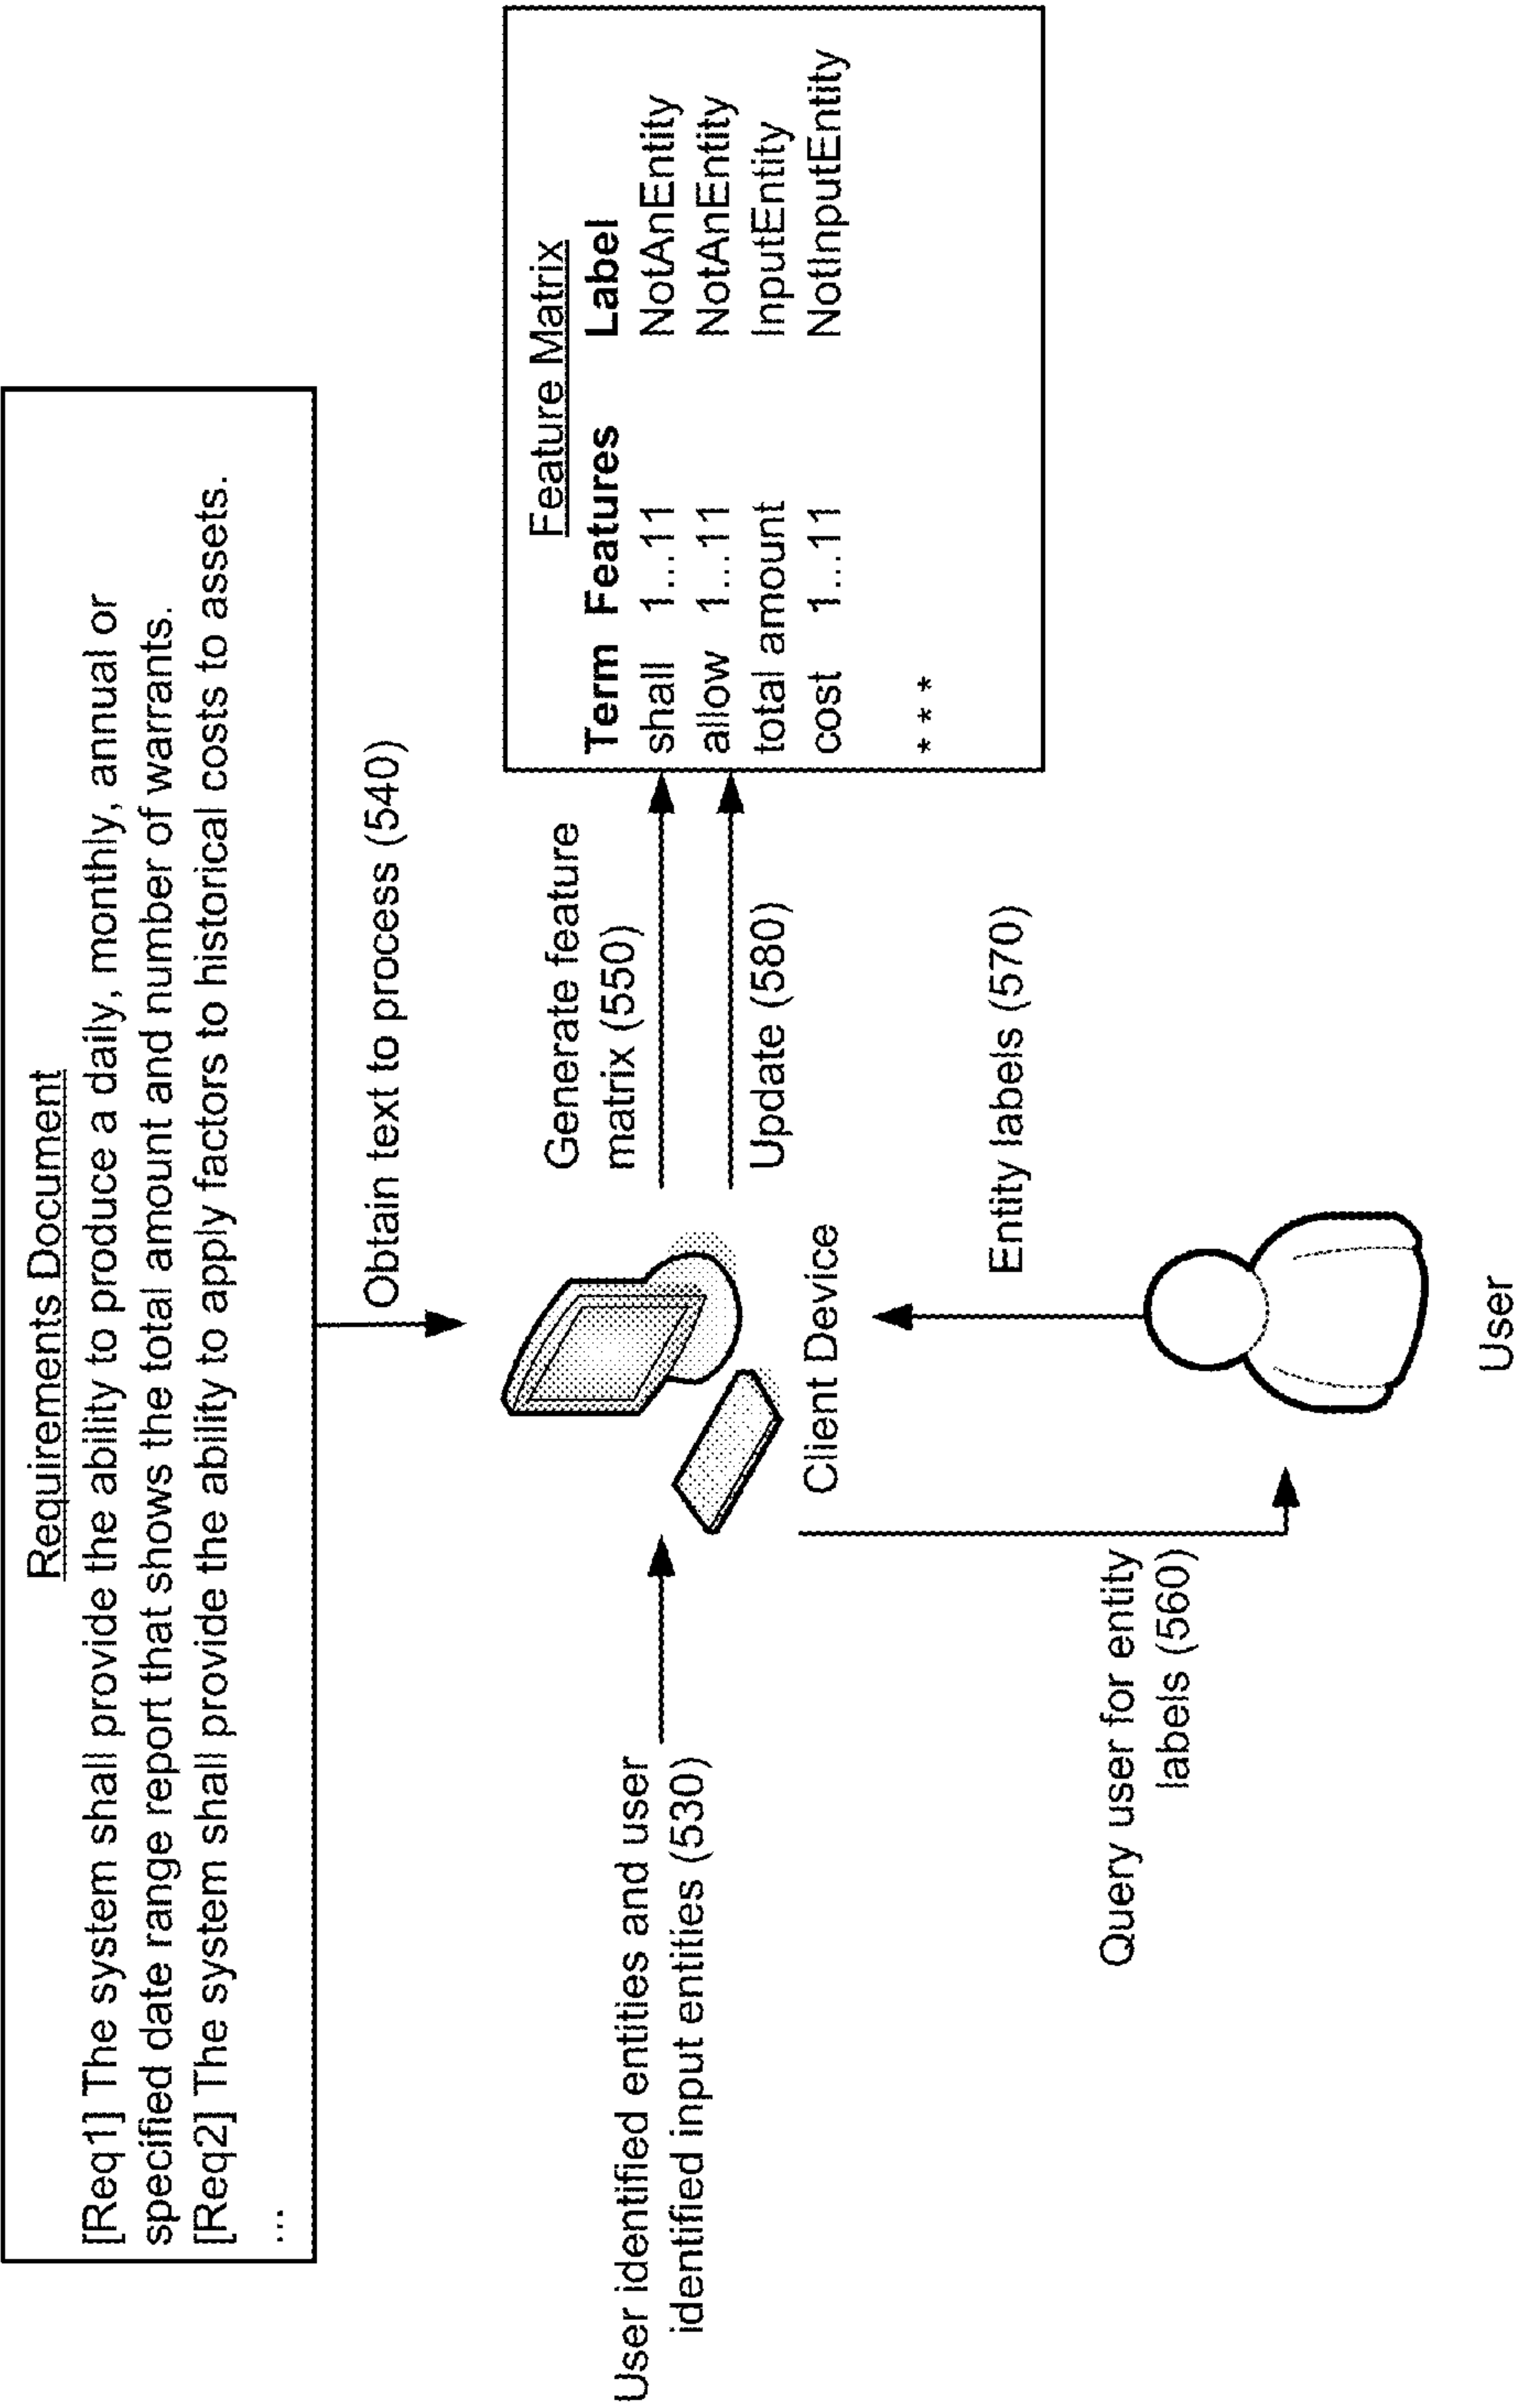 Requirements Document
[Req1] The system shall provide the ability to produce a daily, monthly, annual or
specified date range report that shows the total amount and number of warrants.
[Req2] The system shall provide the ability to apply factors to historical costs to assets.
...
Obtain text to process (540)
User identified entities and user
identified input entities (530)
Client Device
Generate feature
matrix (550)
Update (580)
Feature Matrix
Term Features Label
shall 1...11 NotAnEntity
allow 1...11 NotAnEntity
total amount InputEntity
cost 1...11 NotInputEntity
* * *
Query user for entity
labels (560)
Entity labels (570)
User